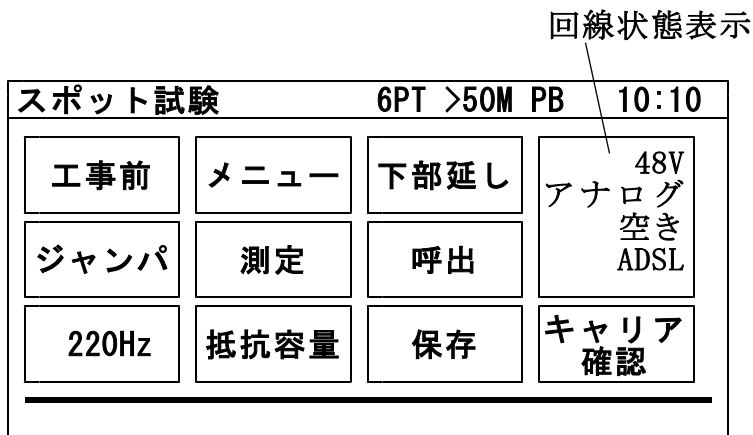 回線状態表示
スポット試験 6PT >50M PB 10:10
工事前 メニュー 下部延し 48V
アナログ
空き
ADSL
ジャンパ 測定 呼出
220Hz 抵抗容量 保存 キャリア
確認